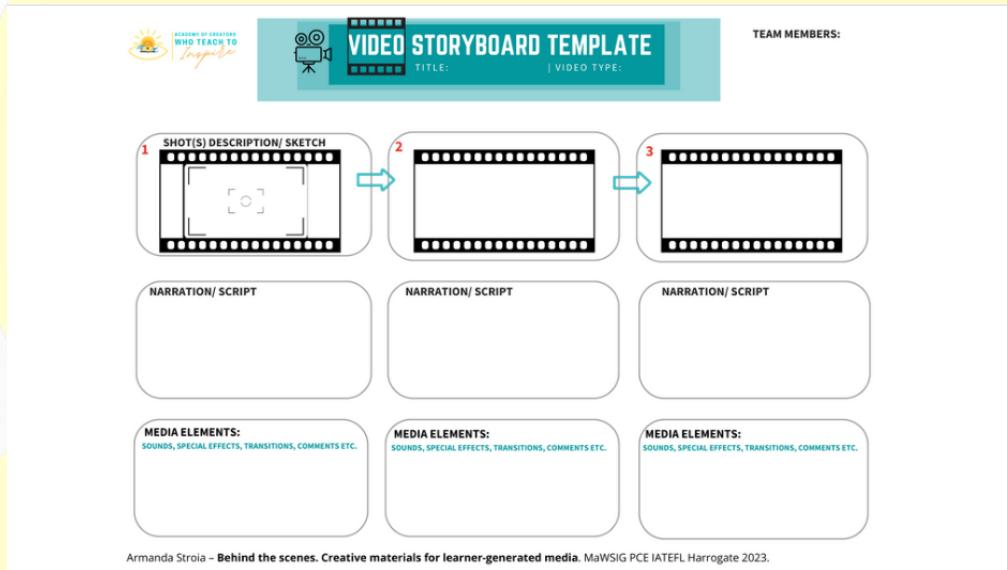 ACADEMY OF CREATORS
WHO TEACH TO
Inspire
VIDEO STORYBOARD TEMPLATE
TITLE: | VIDEO TYPE:
TEAM MEMBERS:
1 SHOT(S) DESCRIPTION/ SKETCH
2
3
NARRATION/ SCRIPT
NARRATION/ SCRIPT
NARRATION/ SCRIPT
MEDIA ELEMENTS:
SOUNDS, SPECIAL EFFECTS, TRANSITIONS, COMMENTS ETC.
MEDIA ELEMENTS:
SOUNDS, SPECIAL EFFECTS, TRANSITIONS, COMMENTS ETC.
MEDIA ELEMENTS:
SOUNDS, SPECIAL EFFECTS, TRANSITIONS, COMMENTS ETC.
Armanda Stroia – Behind the scenes. Creative materials for learner-generated media. MaWSIG PCE IATEFL Harrogate 2023.